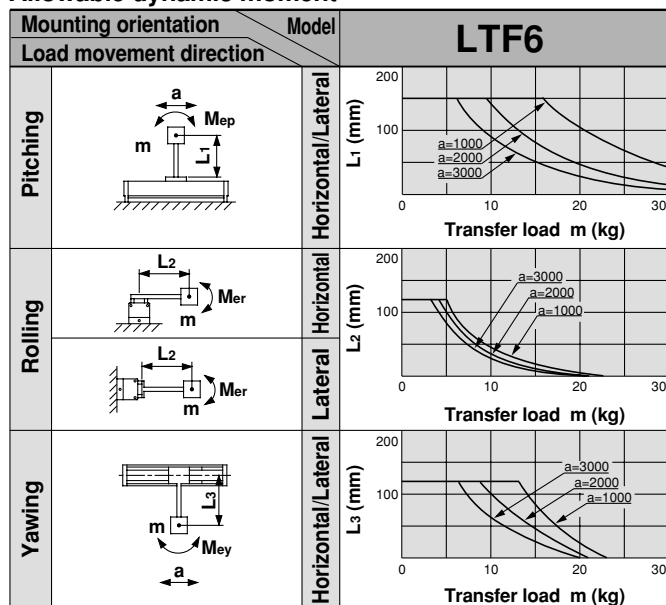 Allowable dynamic moment
Mounting orientation Model
Load movement direction
LTF6
Pitching
a
Mep
m
L1
Horizontal/Lateral
L1 (mm)
200
100
a=1000
a=2000
a=3000
0 10 20 30
Transfer load m (kg)
Rolling
L2
Mer
m
Horizontal
L2
Mer
m
Lateral
L2 (mm)
200
100
a=3000
a=2000
a=1000
0 10 20 30
Transfer load m (kg)
Yawing
L3
m
Mey
a
Horizontal/Lateral
L3 (mm)
200
100
a=3000
a=2000
a=1000
0 10 20 30
Transfer load m (kg)